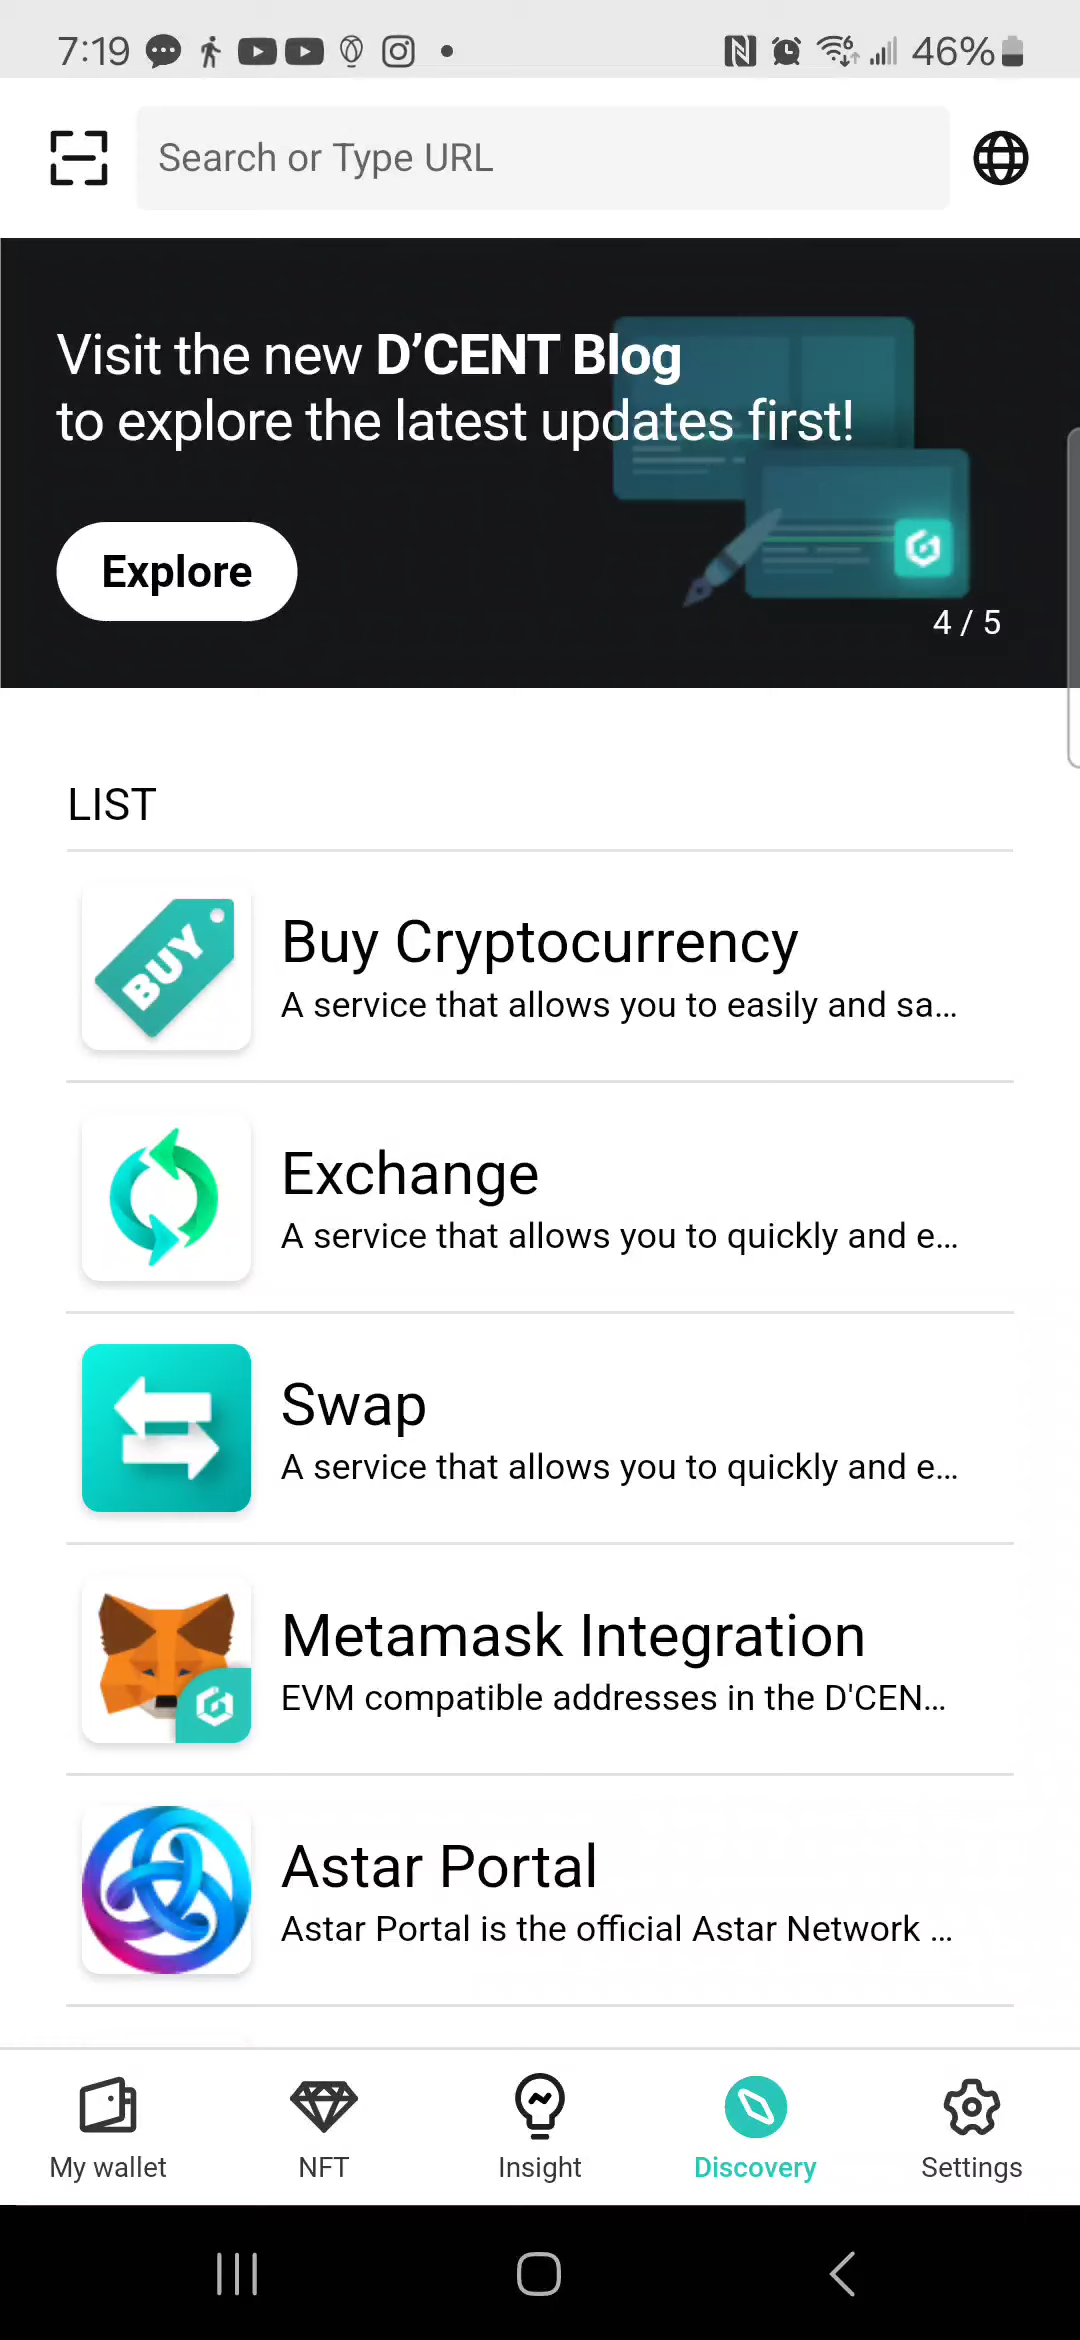 7:19
46%
Search or Type URL
Visit the new D’CENT Blog
to explore the latest updates first!
Explore
4 / 5
LIST
BUY
Buy Cryptocurrency
A service that allows you to easily and sa...
Exchange
A service that allows you to quickly and e...
Swap
A service that allows you to quickly and e...
Metamask Integration
EVM compatible addresses in the D'CEN...
Astar Portal
Astar Portal is the official Astar Network ...
My wallet
NFT
Insight
Discovery
Settings